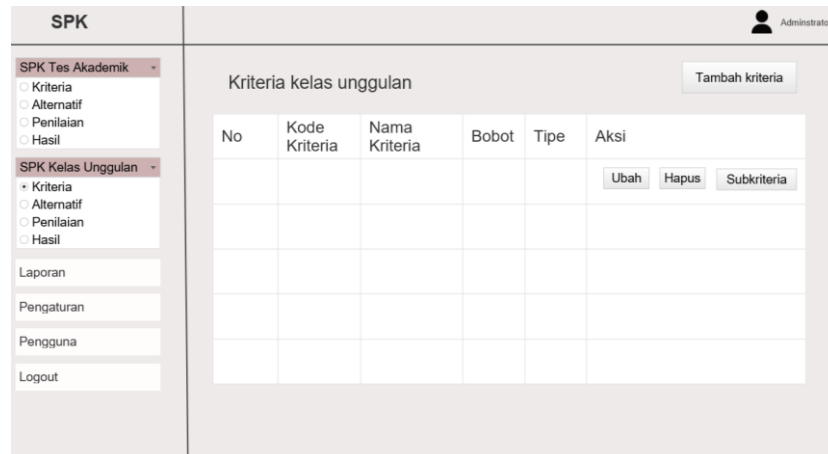 SPK
Adminstrato
SPK Tes Akademik
Kriteria
Alternatif
Penilaian
Hasil
SPK Kelas Unggulan
Kriteria
Alternatif
Penilaian
Hasil
Laporan
Pengaturan
Pengguna
Logout
Kriteria kelas unggulan
Tambah kriteria
No
Kode
Kriteria
Nama
Kriteria
Bobot
Tipe
Aksi
Ubah
Hapus
Subkriteria